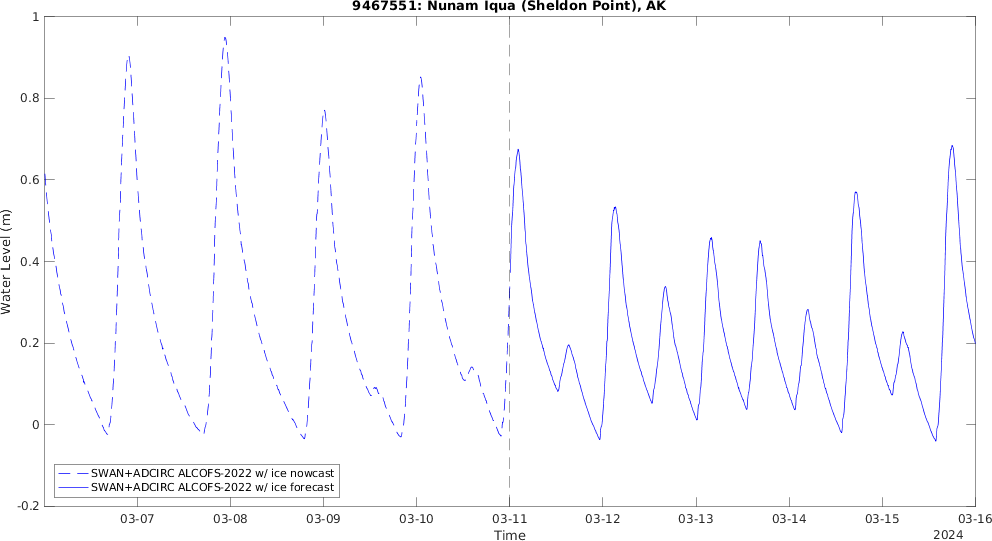 9467551: Nunam Iqua (Sheldon Point), AK
1
0.8
0.6
0.4
0.2
0
-0.2
Water Level (m)
SWAN+ADCIRC ALCOFS-2022 w/ ice nowcast
SWAN+ADCIRC ALCOFS-2022 w/ ice forecast
03-07 03-08 03-09 03-10 03-11 03-12 03-13 03-14 03-15 03-16
Time
2024